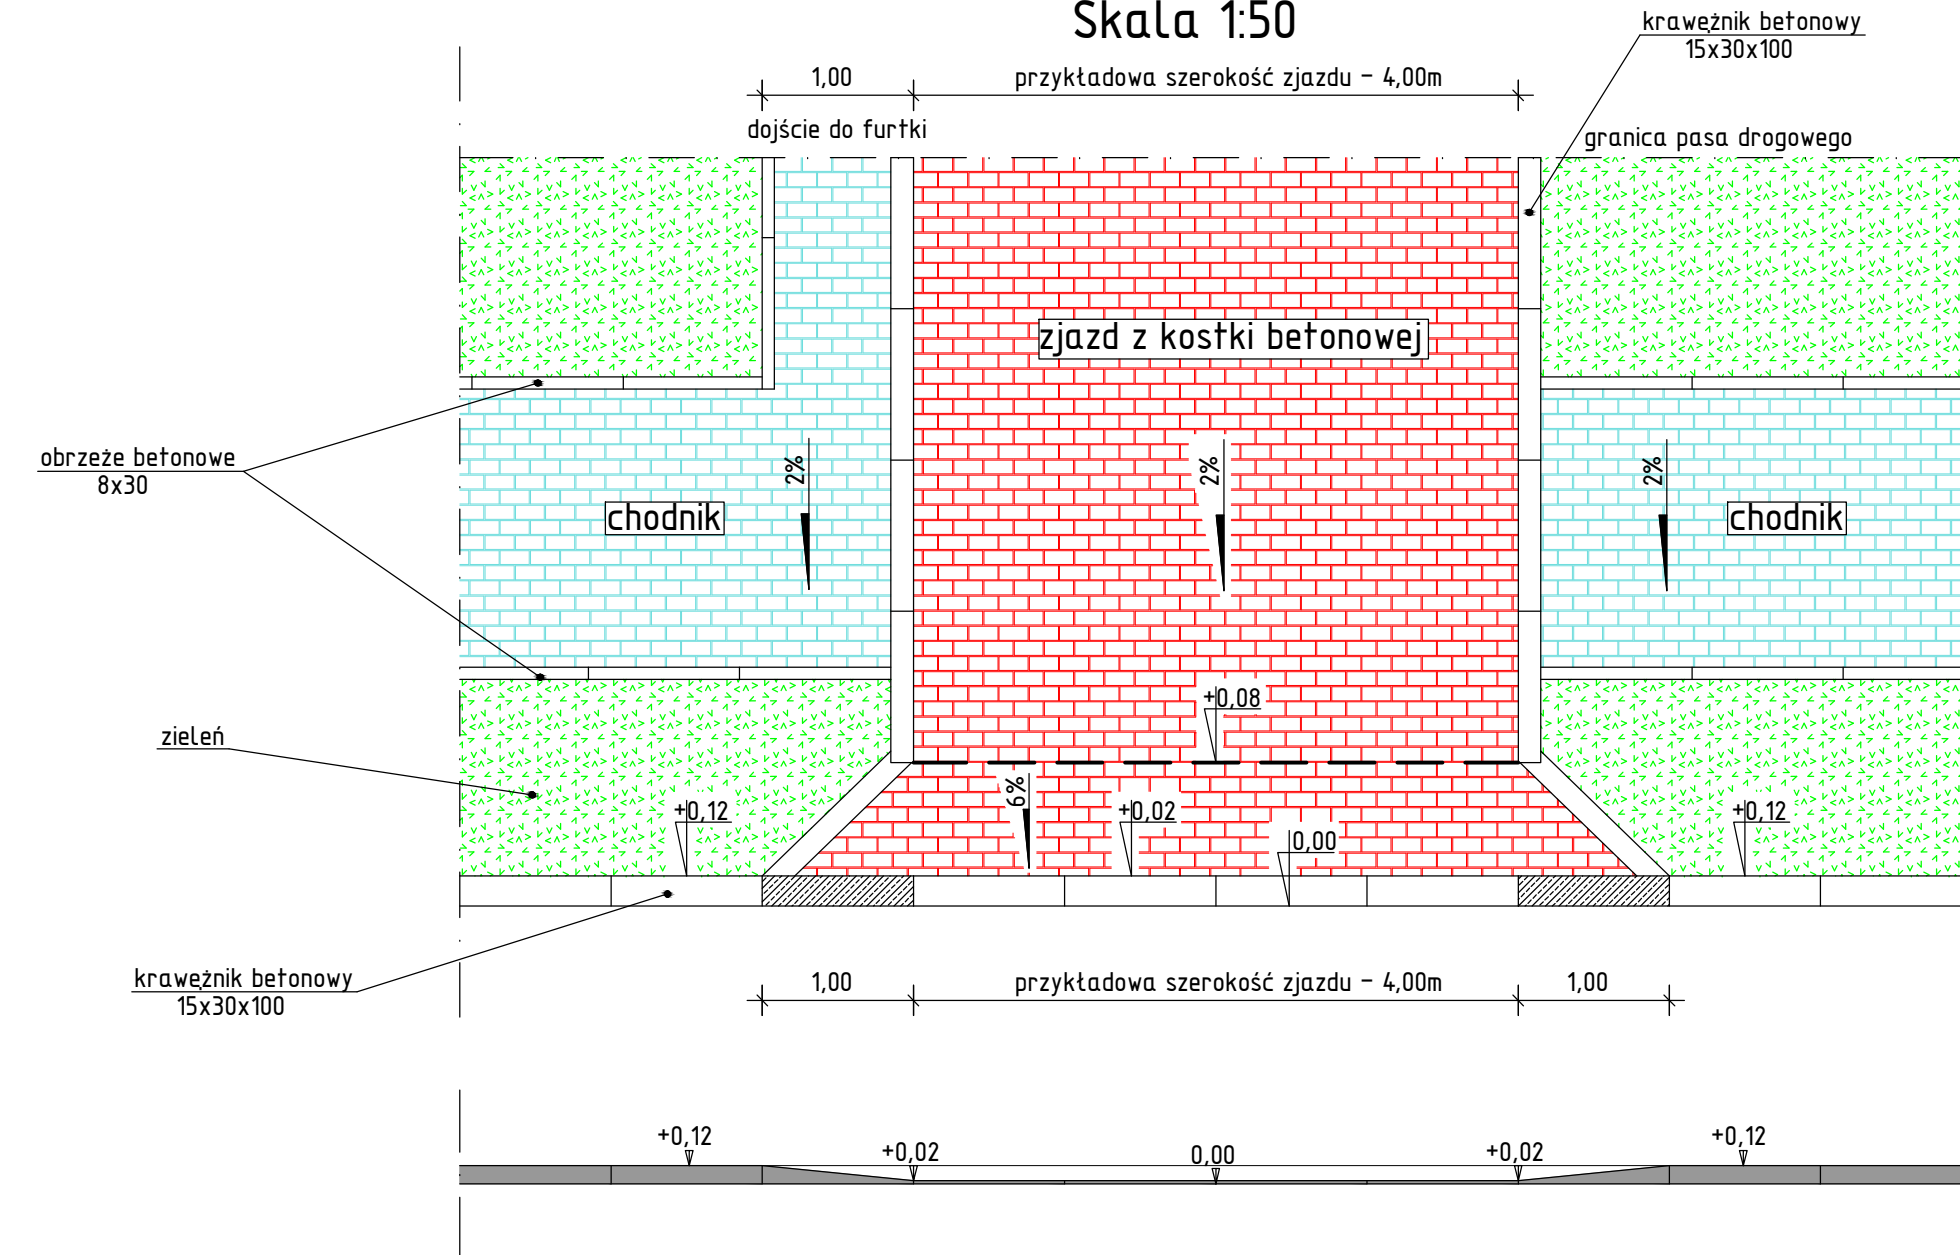 Skala 1:50
krawężnik betonowy
15x30x100
1,00
przykładowa szerokość zjazdu - 4,00m
dojście do furtki
granica pasa drogowego
zjazd z kostki betonowej
obrzeże betonowe
8x30
2%
2%
2%
chodnik
chodnik
+0,08
zieleń
6%
+0,12
+0,02
+0,12
0,00
krawężnik betonowy
15x30x100
1,00
przykładowa szerokość zjazdu - 4,00m
1,00
+0,12
+0,02
0,00
+0,02
+0,12